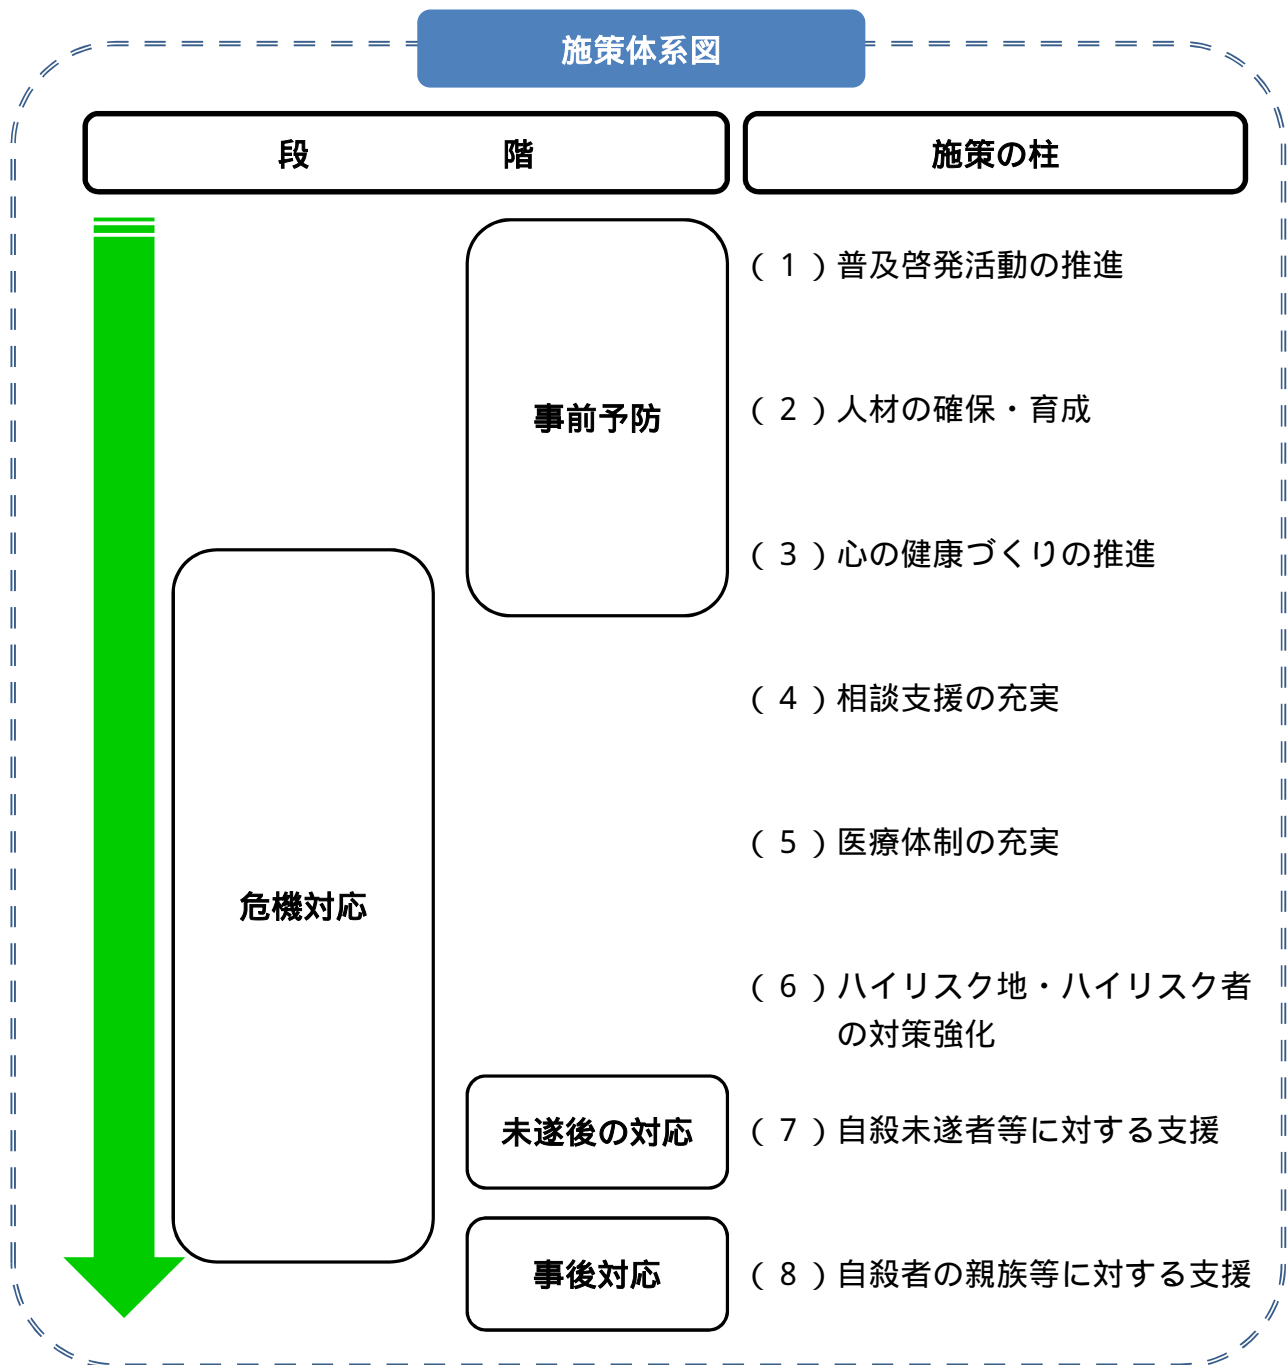 施策体系図
段　　　　　　階
施策の柱
（１）普及啓発活動の推進
事前予防
（２）人材の確保・育成
（３）心の健康づくりの推進
（４）相談支援の充実
（５）医療体制の充実
危機対応
（６）ハイリスク地・ハイリスク者
の対策強化
未遂後の対応
（７）自殺未遂者等に対する支援
事後対応
（８）自殺者の親族等に対する支援